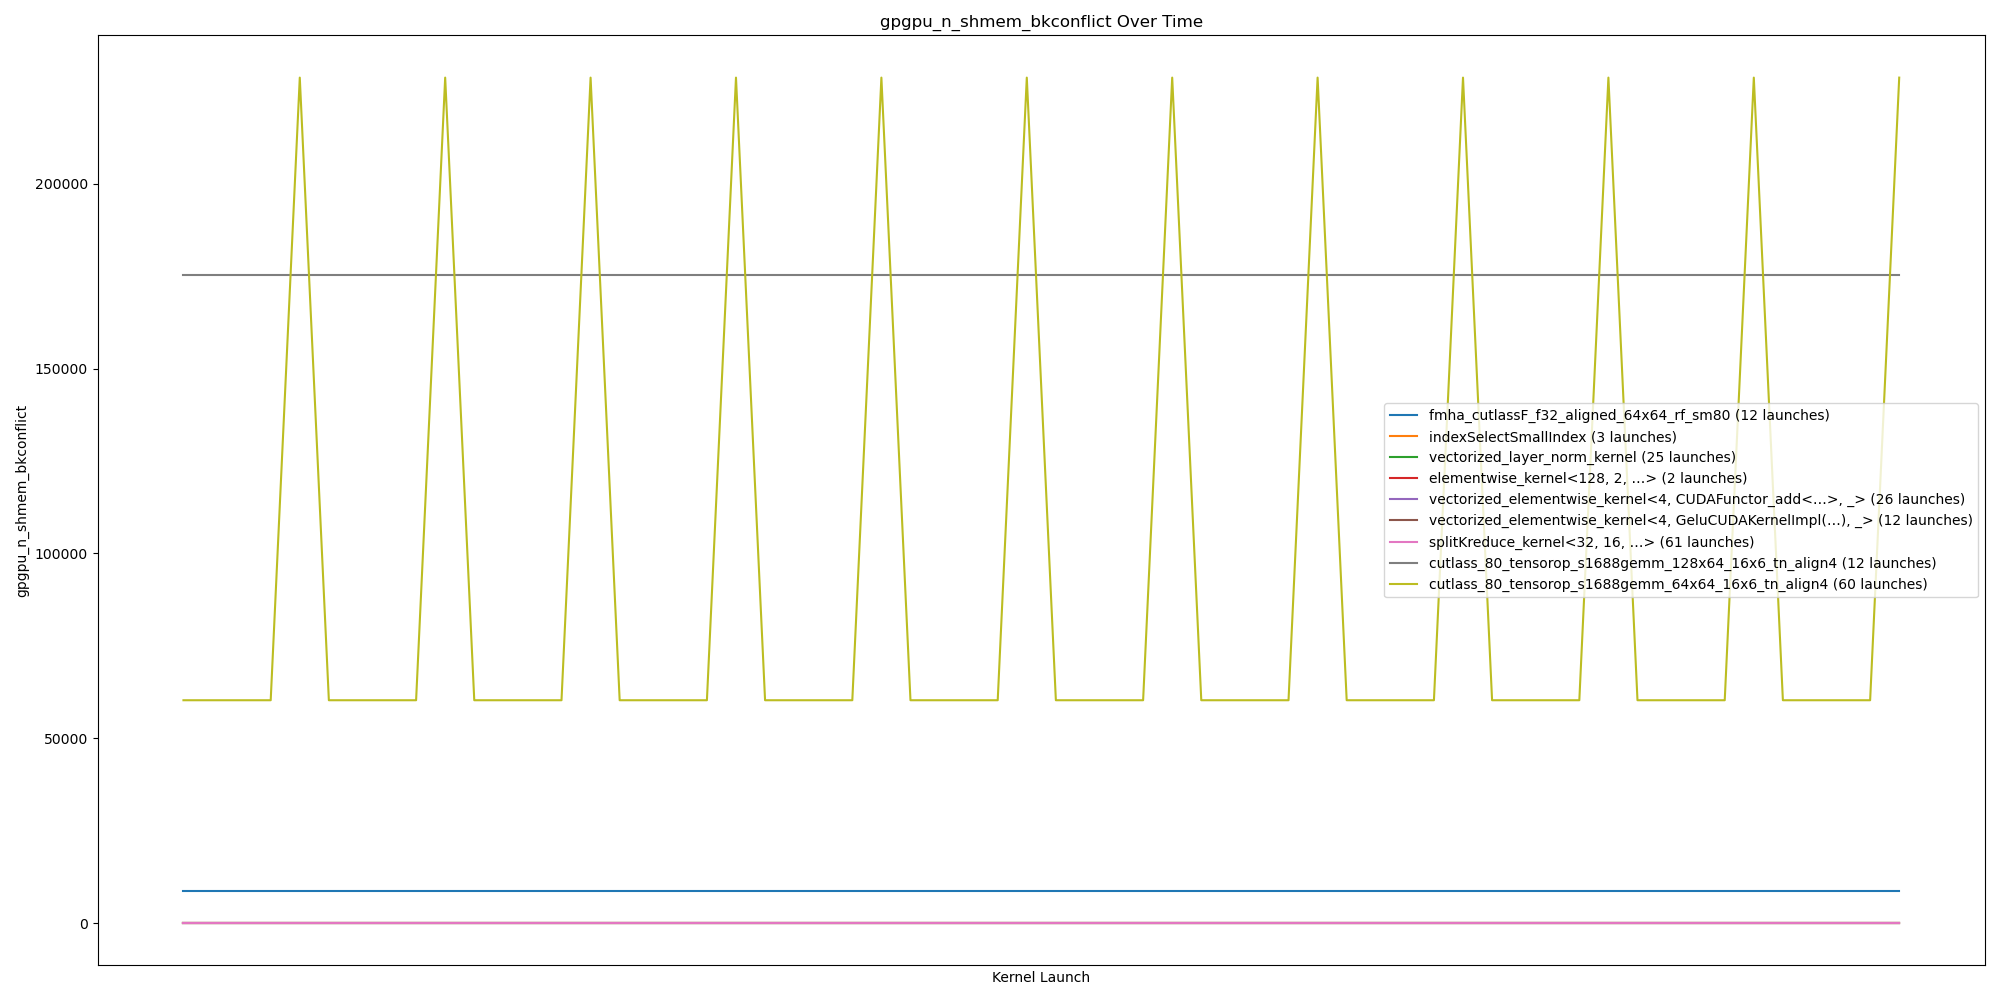 gpgpu_n_shmem_bkconflict Over Time
200000
150000
100000
50000
0
gpgpu_n_shmem_bkconflict
fmha_cutlassF_f32_aligned_64x64_rf_sm80 (12 launches)
indexSelectSmallIndex (3 launches)
vectorized_layer_norm_kernel (25 launches)
elementwise_kernel<128, 2, ...> (2 launches)
vectorized_elementwise_kernel<4, CUDAFunctor_add<...>, _> (26 launches)
vectorized_elementwise_kernel<4, GeluCUDAKernelImpl(...), _> (12 launches)
splitKreduce_kernel<32, 16, ...> (61 launches)
cutlass_80_tensorop_s1688gemm_128x64_16x6_tn_align4 (12 launches)
cutlass_80_tensorop_s1688gemm_64x64_16x6_tn_align4 (60 launches)
Kernel Launch